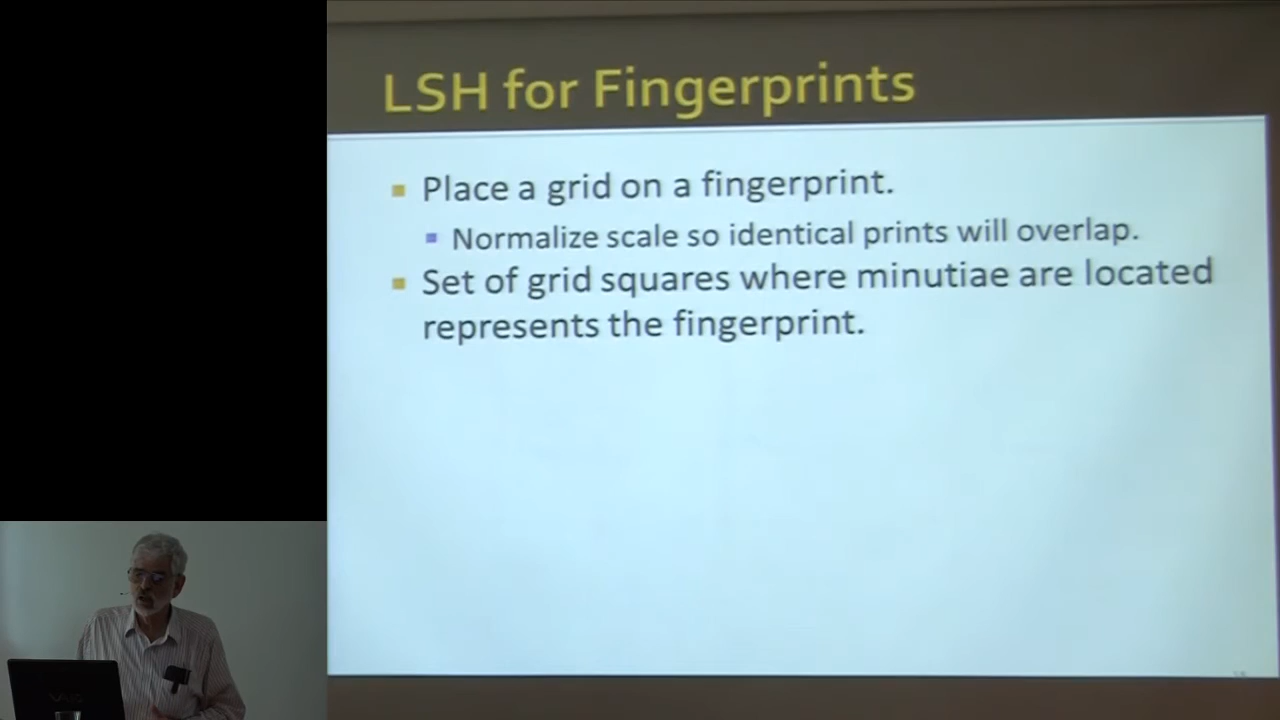 LSH for Fingerprints
Place a grid on a fingerprint.
Normalize scale so identical prints will overlap.
Set of grid squares where minutiae are located
represents the fingerprint.
VAIO